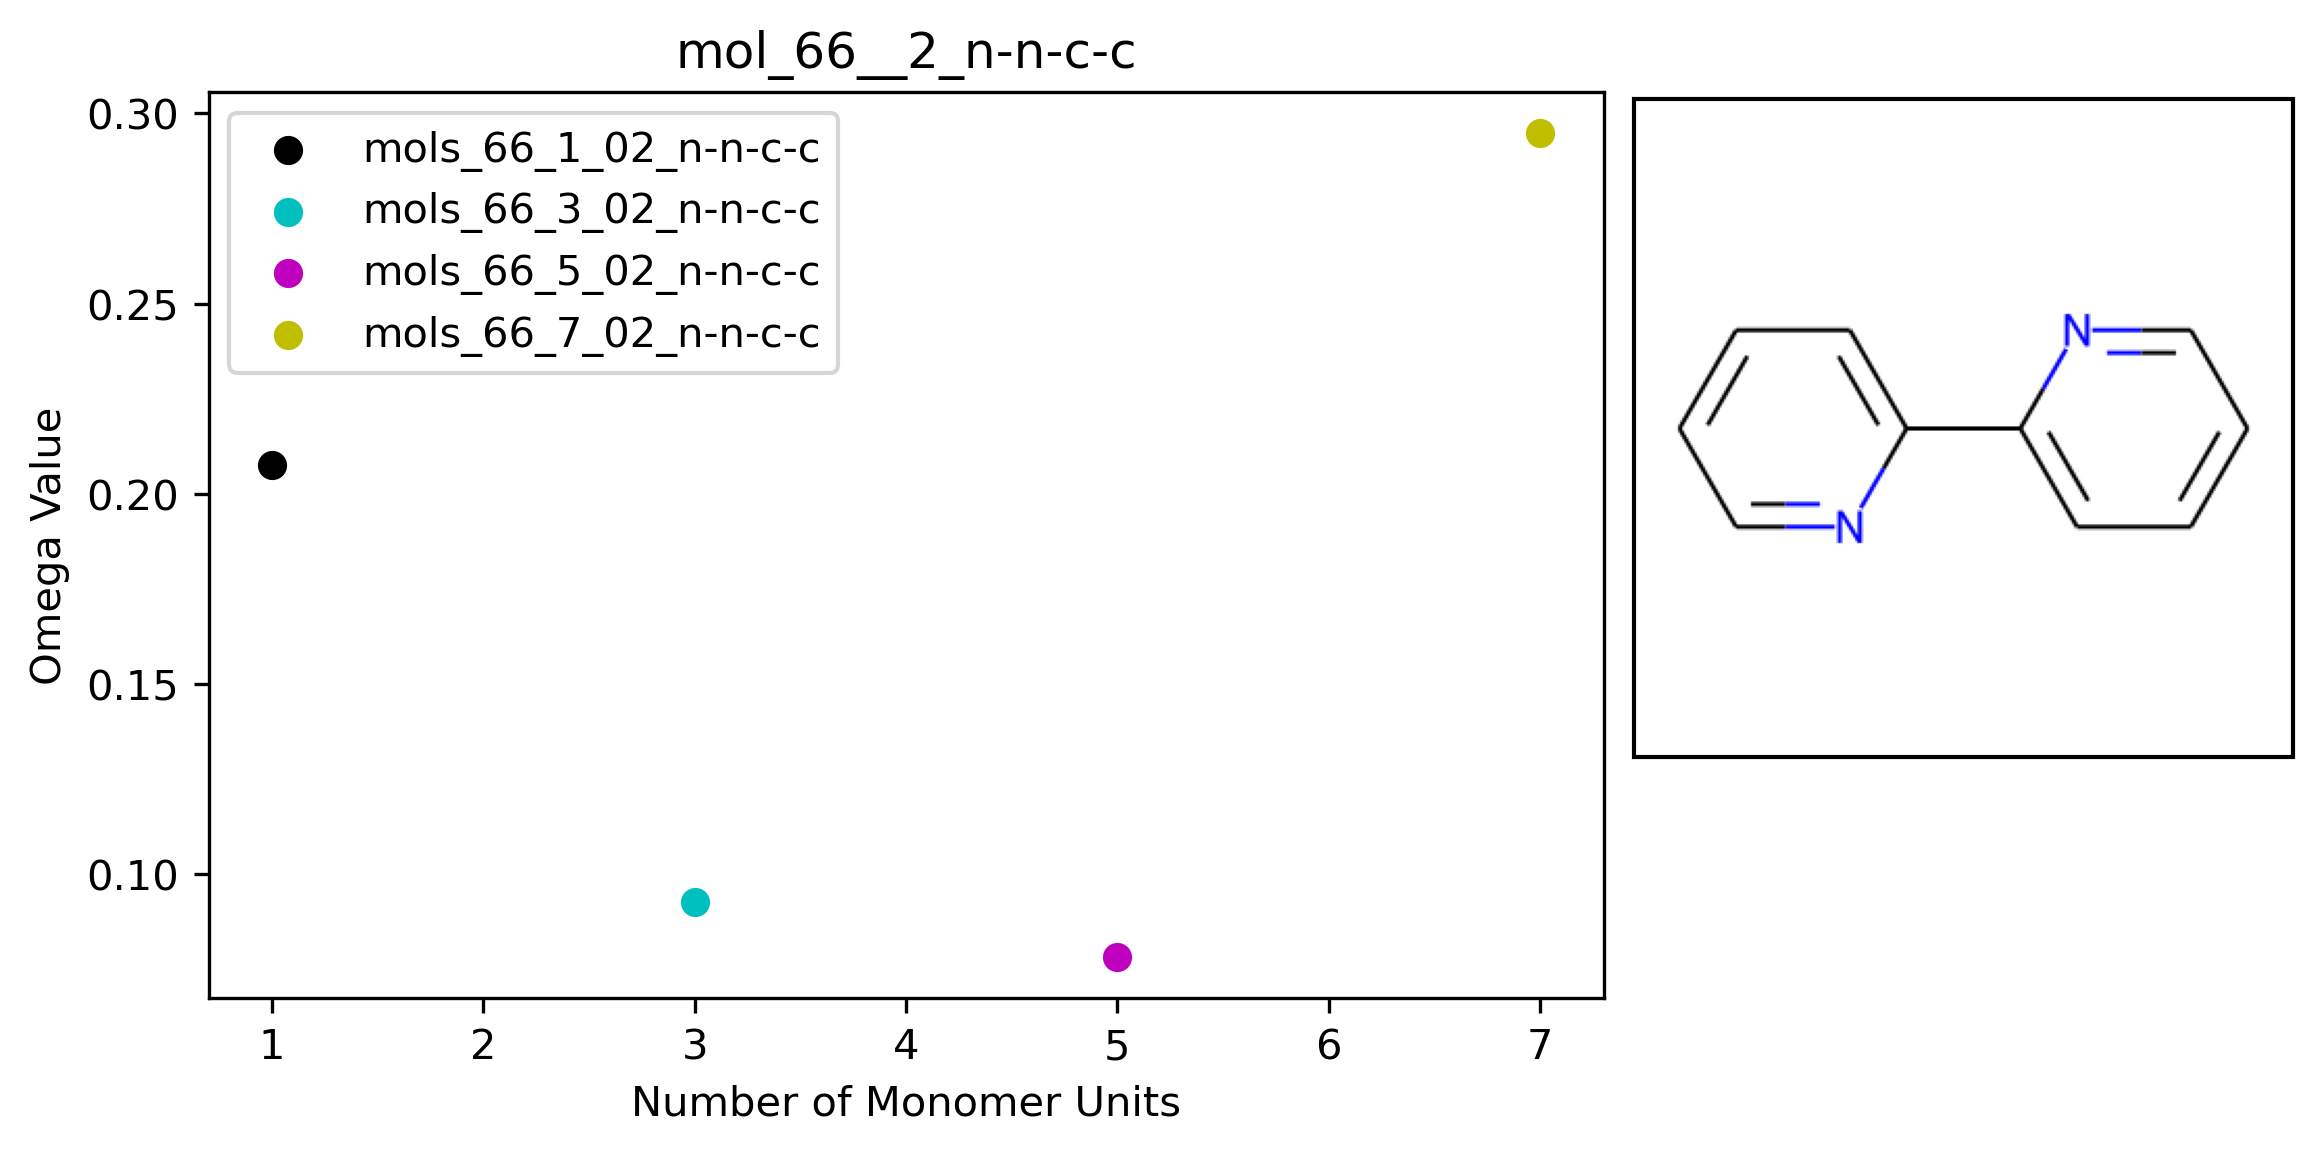 mol_66__2_n-n-c-c
0.30
0.25
0.20
0.15
0.10
Omega Value
mols_66_1_02_n-n-c-c
mols_66_3_02_n-n-c-c
mols_66_5_02_n-n-c-c
mols_66_7_02_n-n-c-c
1 2 3 4 5 6 7
Number of Monomer Units
N
N